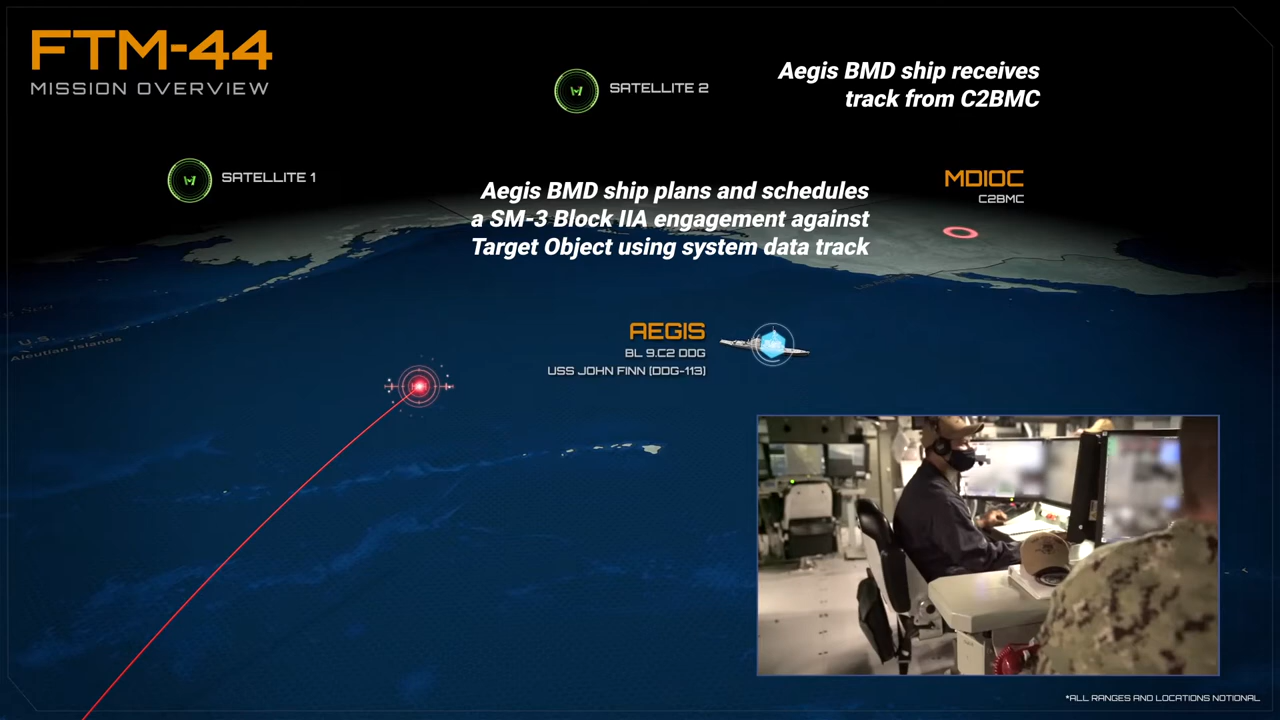 FTM-44
MISSION OVERVIEW
SATELLITE 2
Aegis BMD ship receives
track from C2BMC
SATELLITE 1
MDIOC
C2BMC
Aegis BMD ship plans and schedules
a SM-3 Block IIA engagement against
Target Object using system data track
U.S.
Aleutian Islands
AEGIS
BL 9.C2 DDG
USS JOHN FINN (DDG-113)
*ALL RANGES AND LOCATIONS NOTIONAL